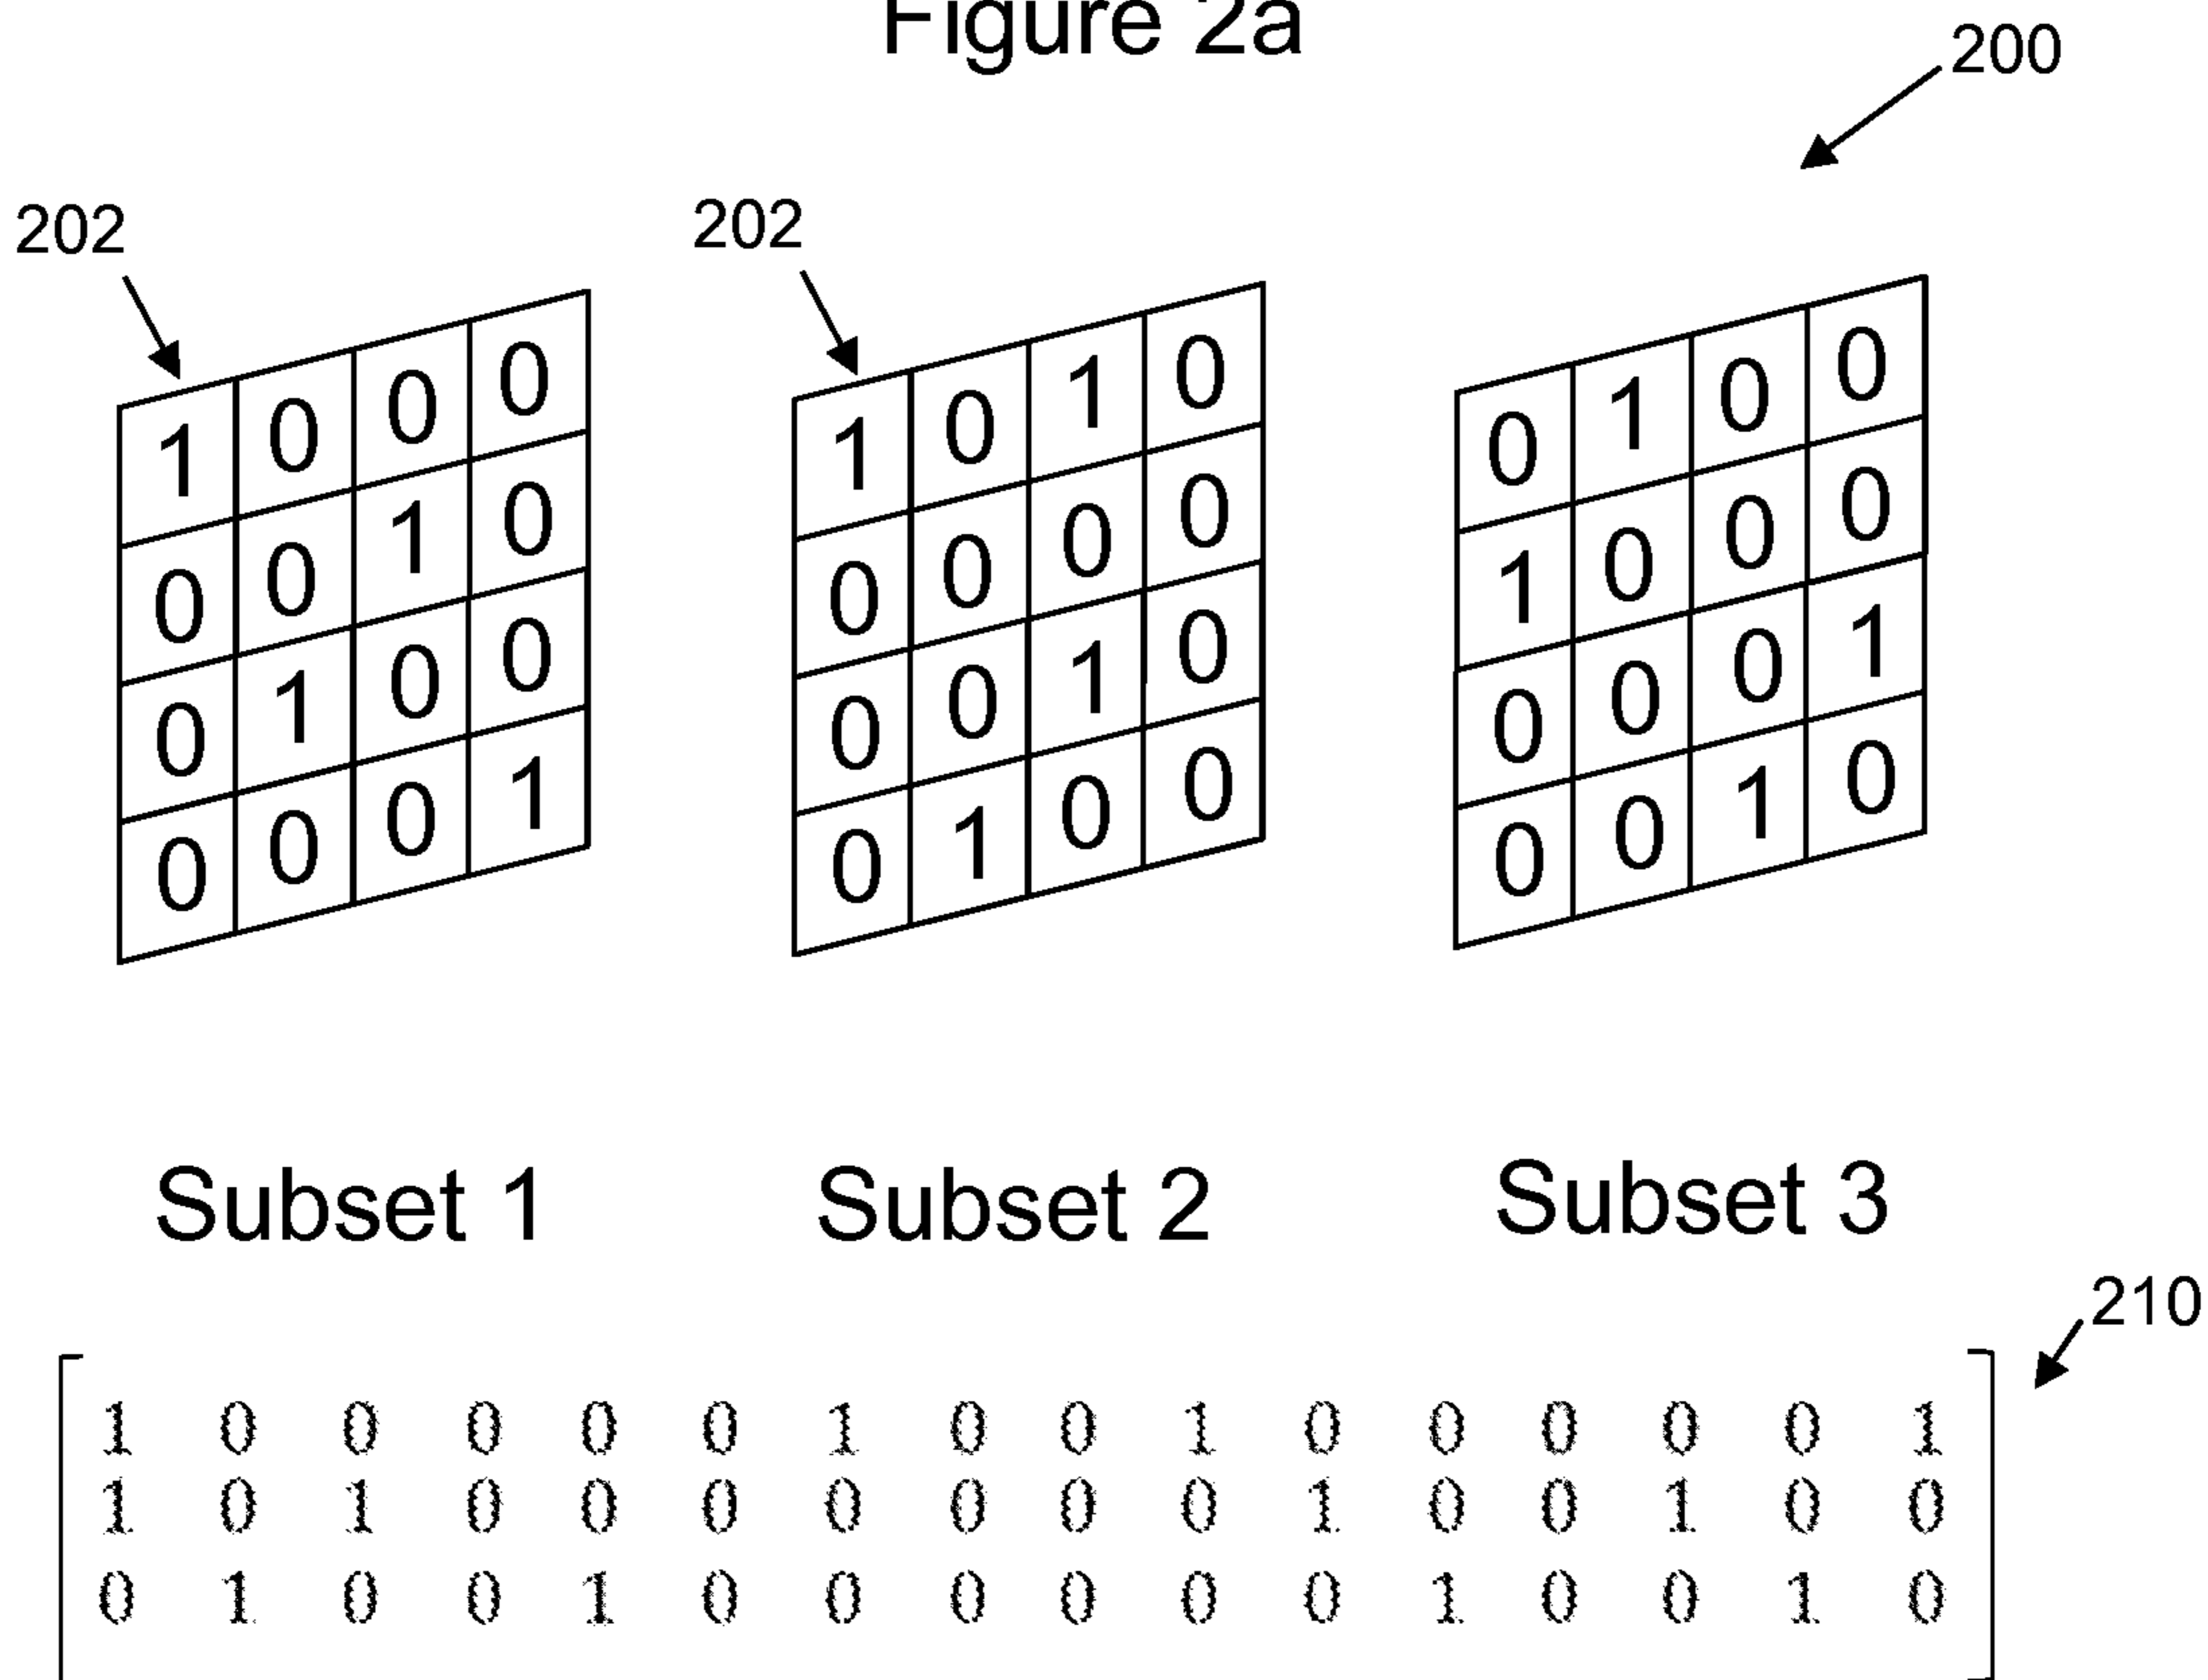 Figure 2a
200
202 202
1 0 0 0 1 0 1 0 0 1 0 0
0 0 1 0 0 0 0 0 1 0 0 0
0 1 0 0 0 0 1 0 0 0 0 1
0 0 0 1 0 1 0 0 0 0 1 0
Subset 1 Subset 2 Subset 3
210
1 0 0 0 0 0 1 0 0 1 0 0 0 0 0 1
1 0 1 0 0 0 0 0 0 0 1 0 0 1 0 0
0 1 0 0 1 0 0 0 0 0 0 1 0 0 1 0